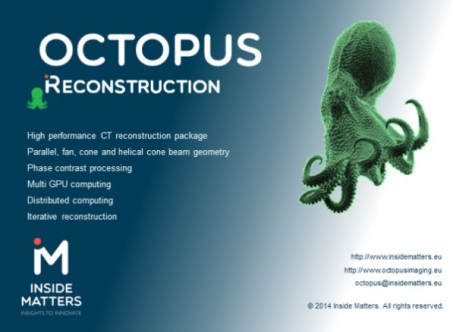 OCTOPUS
RECONSTRUCTION
High performance CT reconstruction package
Parallel, fan, cone and helical cone beam geometry
Phase contrast processing
Multi GPU computing
Distributed computing
Iterative reconstruction
iM
INSIDE
MATTERS
INSIGHTS TO INNOVATE
http://www.insidematters.eu
http://www.octopusimaging.eu
octopus@insidematters.eu
© 2014 Inside Matters. All rights reserved.